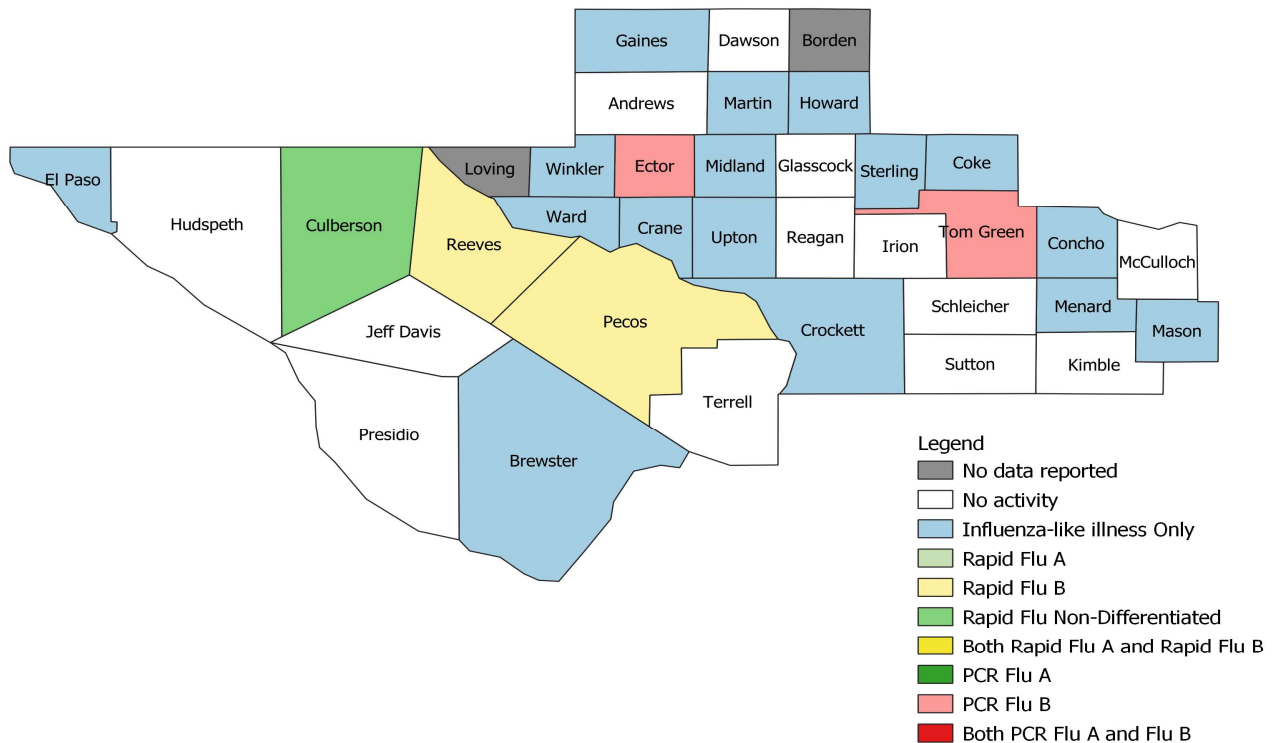 Gaines
Dawson
Borden
Andrews
Martin
Howard
El Paso
Hudspeth
Culberson
Loving
Winkler
Ector
Midland
Glasscock
Sterling
Coke
Reeves
Ward
Crane
Upton
Reagan
Irion
Tom Green
Concho
McCulloch
Jeff Davis
Pecos
Crockett
Schleicher
Menard
Mason
Sutton
Kimble
Terrell
Presidio
Brewster
Legend
No data reported
No activity
Influenza-like illness Only
Rapid Flu A
Rapid Flu B
Rapid Flu Non-Differentiated
Both Rapid Flu A and Rapid Flu B
PCR Flu A
PCR Flu B
Both PCR Flu A and Flu B